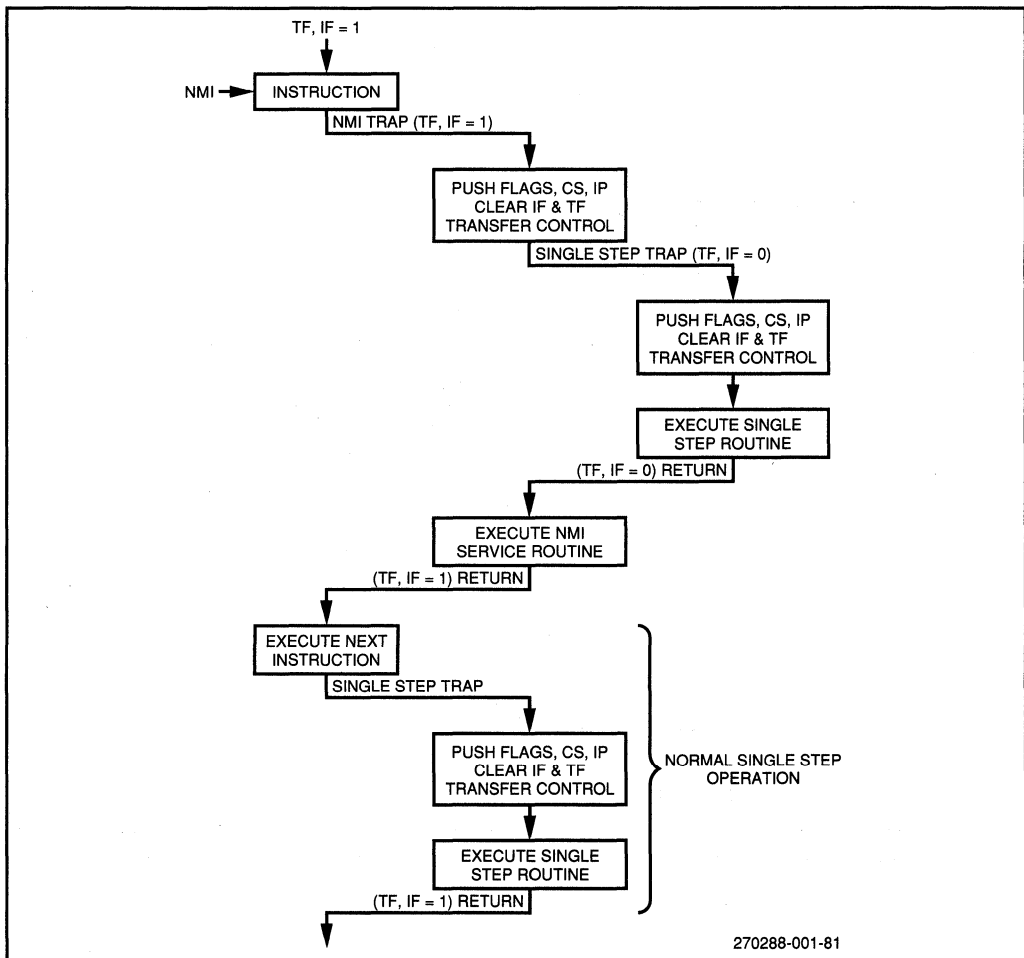 TF, IF = 1
NMI
INSTRUCTION
NMI TRAP (TF, IF = 1)
PUSH FLAGS, CS, IP
CLEAR IF & TF
TRANSFER CONTROL
SINGLE STEP TRAP (TF, IF = 0)
PUSH FLAGS, CS, IP
CLEAR IF & TF
TRANSFER CONTROL
EXECUTE SINGLE
STEP ROUTINE
(TF, IF = 0) RETURN
EXECUTE NMI
SERVICE ROUTINE
(TF, IF = 1) RETURN
EXECUTE NEXT
INSTRUCTION
SINGLE STEP TRAP
PUSH FLAGS, CS, IP
CLEAR IF & TF
TRANSFER CONTROL
NORMAL SINGLE STEP
OPERATION
EXECUTE SINGLE
STEP ROUTINE
(TF, IF = 1) RETURN
270288-001-81